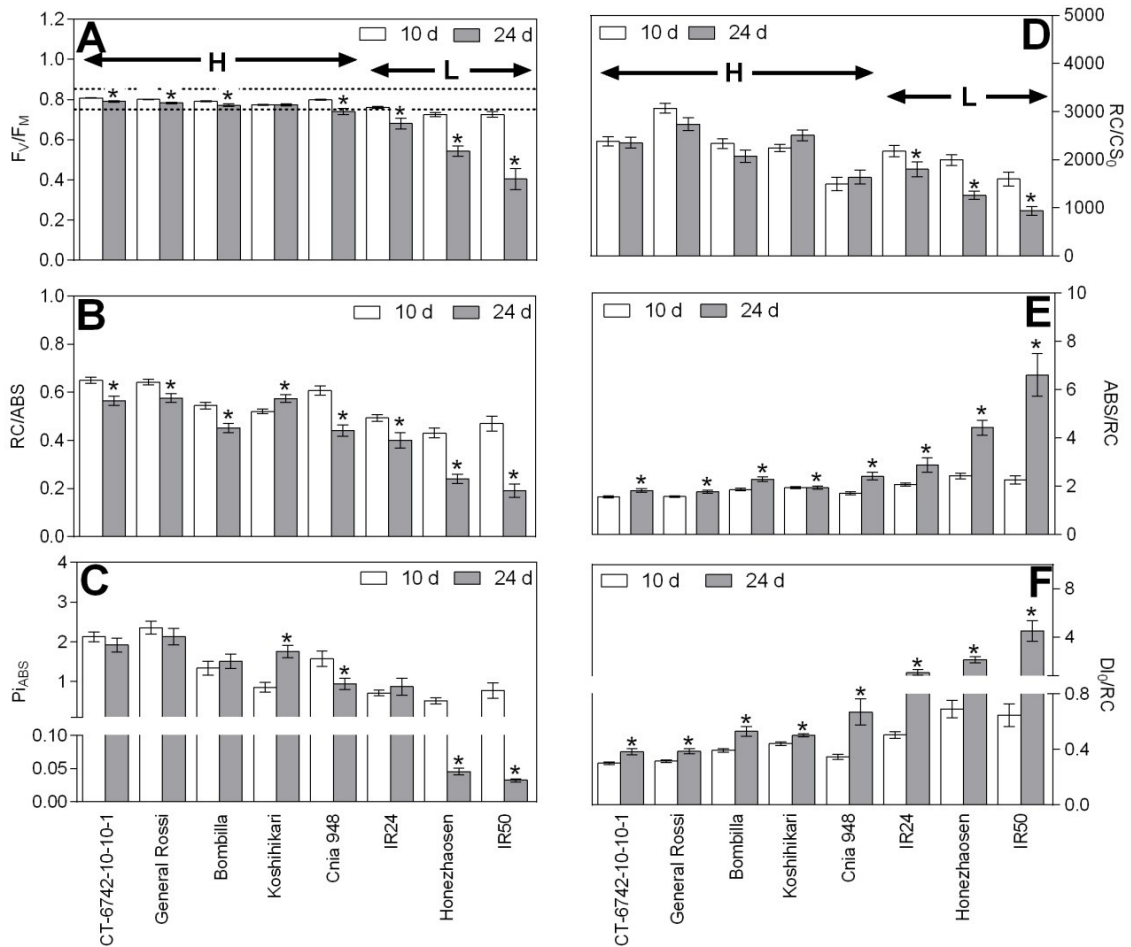 A
10 d
24 d
H
L
1.2
1.0
0.8
0.6
0.4
0.2
0.0
F_V/F_M
*
*
*
*
*
*
*
D
10 d
24 d
H
L
5000
4000
3000
2000
1000
0
RC/CS₀
*
*
*
B
10 d
24 d
1.0
0.8
0.6
0.4
0.2
0.0
RC/ABS
*
*
*
*
*
*
*
*
E
10 d
24 d
10
8
6
4
2
0
ABS/RC
*
*
*
*
*
*
*
*
C
10 d
24 d
4
3
2
1
0.10
0.05
0.00
Pi_ABS
*
*
*
*
F
10 d
24 d
4
0.8
0.4
0.0
DI₀/RC
*
*
*
*
*
*
*
*
CT-6742-10-10-1
General Rossi
Bombilla
Koshihikari
Cnia 948
IR24
Honezhaosen
IR50
CT-6742-10-10-1
General Rossi
Bombilla
Koshihikari
Cnia 948
IR24
Honezhaosen
IR50